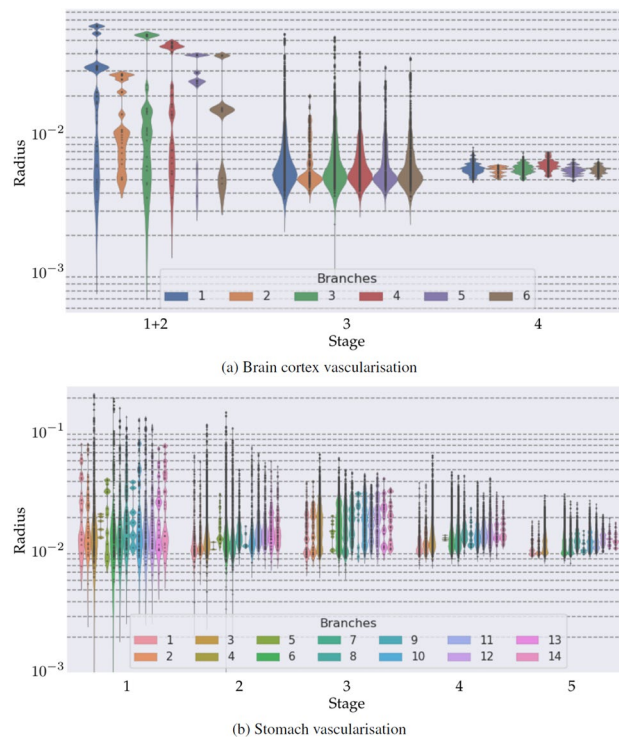 10⁻²
Radius
10⁻³
Branches
1 2 3 4 5 6
1+2 3 4
Stage
(a) Brain cortex vascularisation
10⁻¹
Radius
10⁻²
Branches
1 3 5 7 9 11 13
2 4 6 8 10 12 14
10⁻³
1 2 3 4 5
Stage
(b) Stomach vascularisation